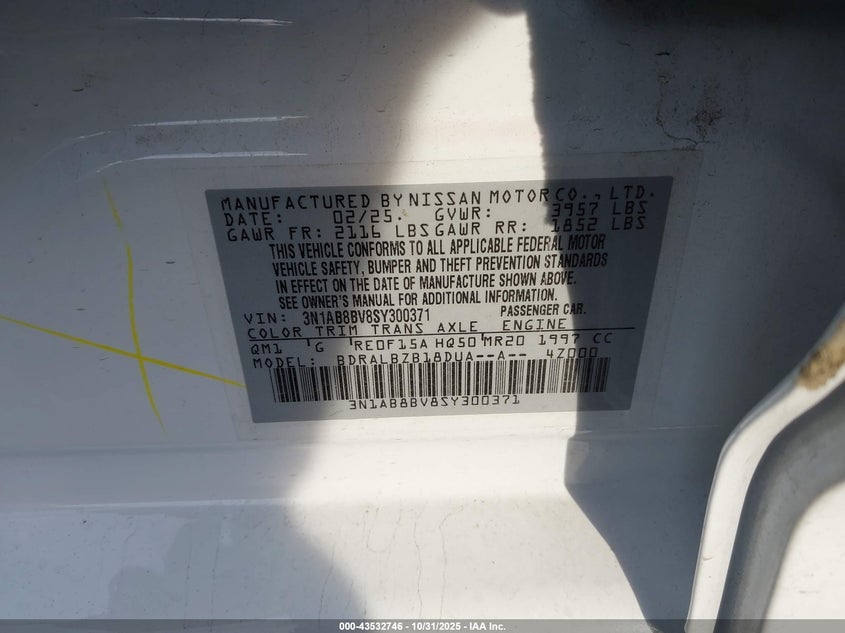 MANUFACTURED BY NISSAN MOTOR CO., LTD.
DATE: 02/25. GVWR: 3957 LBS
GAWR FR: 2116 LBS GAWR RR: 1852 LBS
THIS VEHICLE CONFORMS TO ALL APPLICABLE FEDERAL MOTOR
VEHICLE SAFETY, BUMPER AND THEFT PREVENTION STANDARDS
IN EFFECT ON THE DATE OF MANUFACTURE SHOWN ABOVE.
SEE OWNER'S MANUAL FOR ADDITIONAL INFORMATION.
VIN: 3N1AB8BV8SY300371 PASSENGER CAR.
COLOR TRIM TRANS AXLE ENGINE
QM1 G RE0F15A HQ50 MR20 1997 CC
MODEL: BDRALBZB18DUA--A-- 4Z000
3N1AB8BV8SY300371
000-43532746 - 10/31/2025 - IAA Inc.